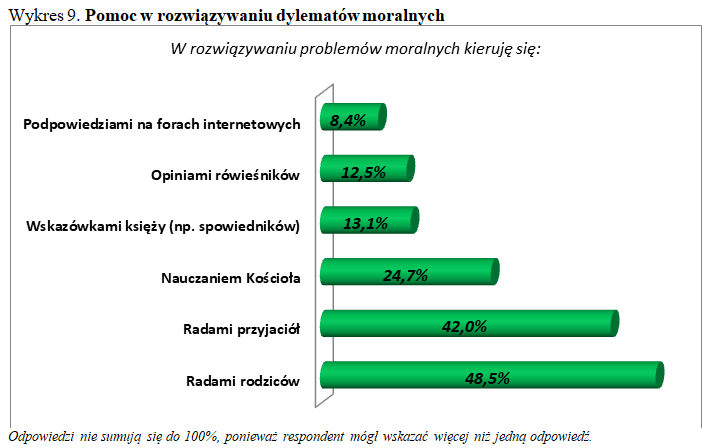 Wykres 9. Pomoc w rozwiązywaniu dylematów moralnych
W rozwiązywaniu problemów moralnych kieruję się:
Podpowiedziami na forach internetowych 8,4%
Opiniami rówieśników 12,5%
Wskazówkami księży (np. spowiedników) 13,1%
Nauczaniem Kościoła 24,7%
Radami przyjaciół 42,0%
Radami rodziców 48,5%
Odpowiedzi nie sumują się do 100%, ponieważ respondent mógł wskazać więcej niż jedną odpowiedź.